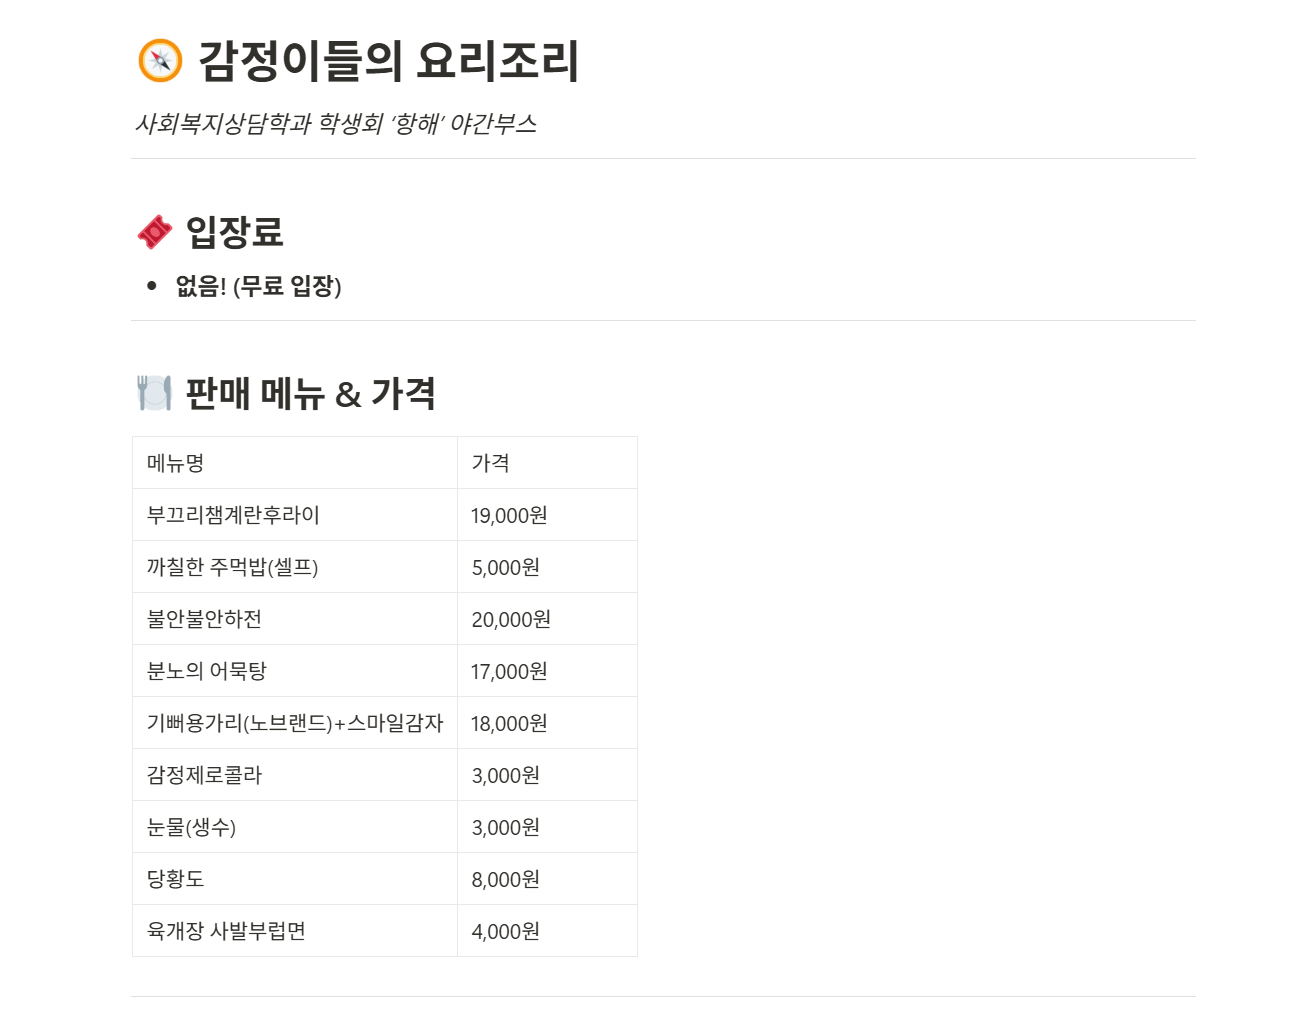 감정이들의 요리조리
사회복지상담학과 학생회 ‘항해’ 야간부스
입장료
• 없음! (무료 입장)
판매 메뉴 & 가격
메뉴명 가격
부끄리챔계란후라이 19,000원
까칠한 주먹밥(셀프) 5,000원
불안불안하전 20,000원
분노의 어묵탕 17,000원
기뻐용가리(노브랜드)+스마일감자 18,000원
감정제로콜라 3,000원
눈물(생수) 3,000원
당황도 8,000원
육개장 사발부럽면 4,000원